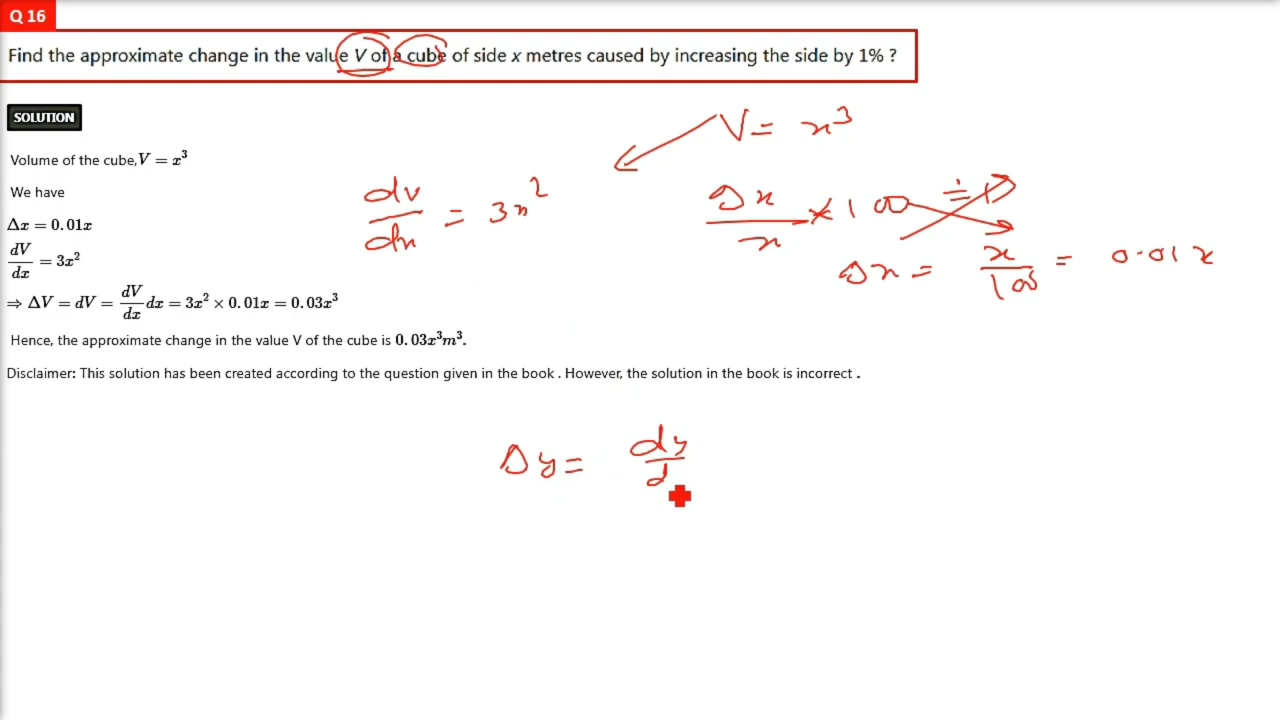 Q 16
Find the approximate change in the value V of a cube of side x metres caused by increasing the side by 1% ?
SOLUTION
Volume of the cube, V = x³
We have
Δx = 0.01x
dV/dx = 3x²
⇒ ΔV = dV = dV/dx dx = 3x² × 0.01x = 0.03x³
Hence, the approximate change in the value V of the cube is 0.03x³m³.
Disclaimer: This solution has been created according to the question given in the book . However, the solution in the book is incorrect .
V = x³
dv/dx = 3x²
Δx/x × 100 = 1
Δx = x/100 = 0.01 x
Δy = dy/d